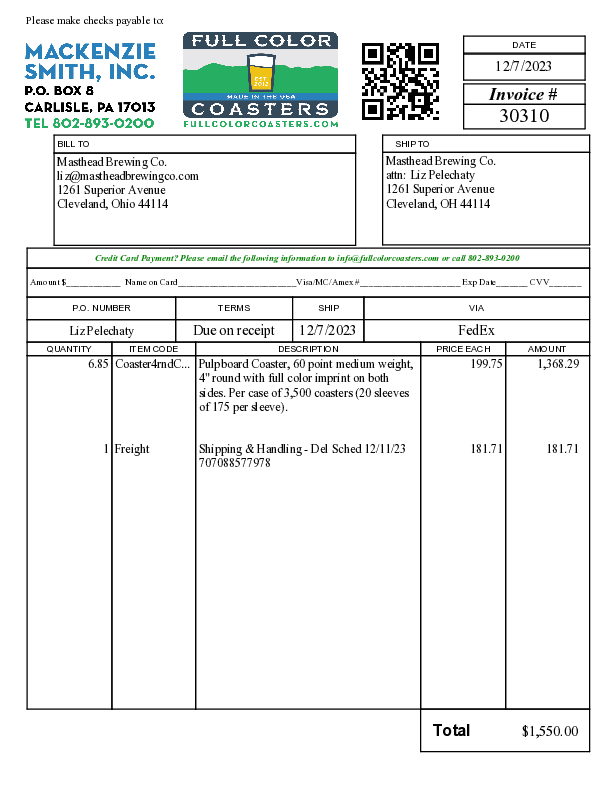 Please make checks payable to:
MACKENZIE
SMITH, INC.
P.O. BOX 8
CARLISLE, PA 17013
TEL 802-893-0200
FULL COLOR
EST.
2012
MADE IN THE USA
COASTERS
FULLCOLORCOASTERS.COM
DATE
12/7/2023
Invoice #
30310
BILL TO
Masthead Brewing Co.
liz@mastheadbrewingco.com
1261 Superior Avenue
Cleveland, Ohio 44114
SHIP TO
Masthead Brewing Co.
attn: Liz Pelechaty
1261 Superior Avenue
Cleveland, OH 44114
Credit Card Payment? Please email the following information to info@fullcolorcoasters.com or call 802-893-0200
Amount $____________ Name on Card__________________________Visa/MC/Amex #______________________ Exp Date_______ CVV_______
P.O. NUMBER TERMS SHIP VIA
Liz Pelechaty Due on receipt 12/7/2023 FedEx
QUANTITY ITEM CODE DESCRIPTION PRICE EACH AMOUNT
6.85 Coaster4rndC... Pulpboard Coaster, 60 point medium weight, 199.75 1,368.29
4" round with full color imprint on both
sides. Per case of 3,500 coasters (20 sleeves
of 175 per sleeve).
1 Freight Shipping & Handling - Del Sched 12/11/23 181.71 181.71
707088577978
Total $1,550.00